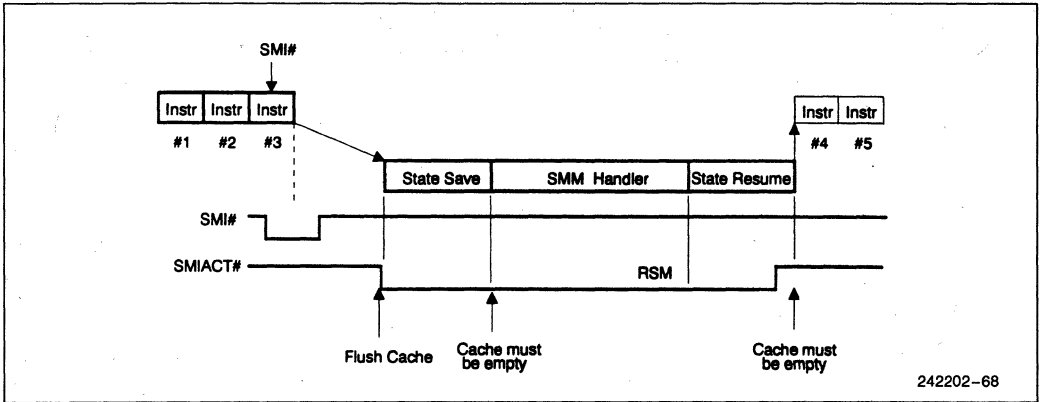 SMI#
Instr Instr Instr
#1 #2 #3
Instr Instr
#4 #5
State Save SMM Handler State Resume
SMI#
SMIACT#
RSM
Flush Cache
Cache must
be empty
Cache must
be empty
242202-68